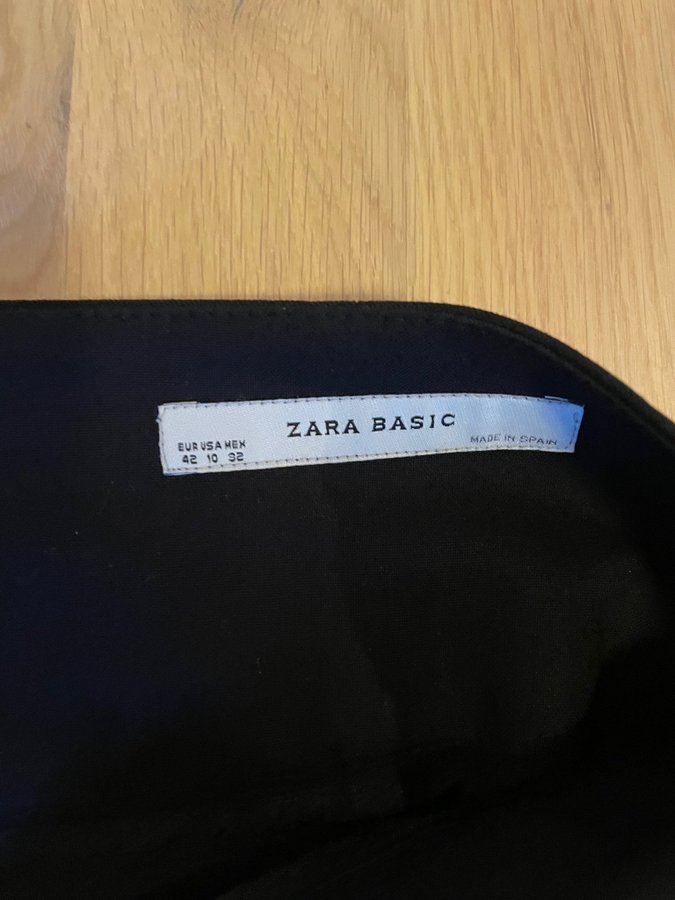 ZARA BASIC
EUR USA MEX
42 10 32
MADE IN SPAIN